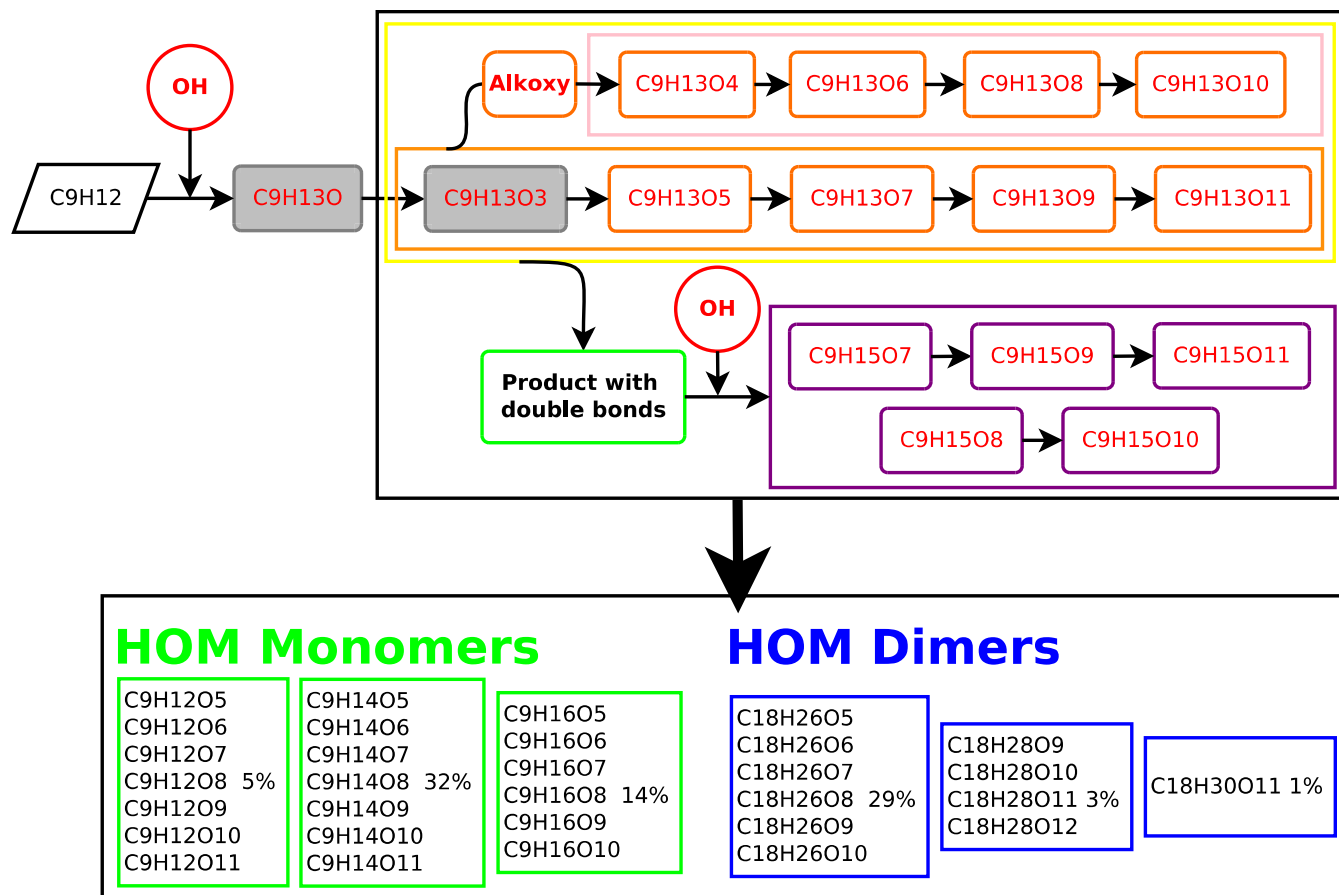 OH
Alkoxy
C9H13O4
C9H13O6
C9H13O8
C9H13O10
C9H12
C9H13O
C9H13O3
C9H13O5
C9H13O7
C9H13O9
C9H13O11
OH
Product with
double bonds
C9H15O7
C9H15O9
C9H15O11
C9H15O8
C9H15O10
HOM Monomers
C9H12O5
C9H12O6
C9H12O7
C9H12O8 5%
C9H12O9
C9H12O10
C9H12O11
C9H14O5
C9H14O6
C9H14O7
C9H14O8 32%
C9H14O9
C9H14O10
C9H14O11
C9H16O5
C9H16O6
C9H16O7
C9H16O8 14%
C9H16O9
C9H16O10
HOM Dimers
C18H26O5
C18H26O6
C18H26O7
C18H26O8 29%
C18H26O9
C18H26O10
C18H28O9
C18H28O10
C18H28O11 3%
C18H28O12
C18H30O11 1%